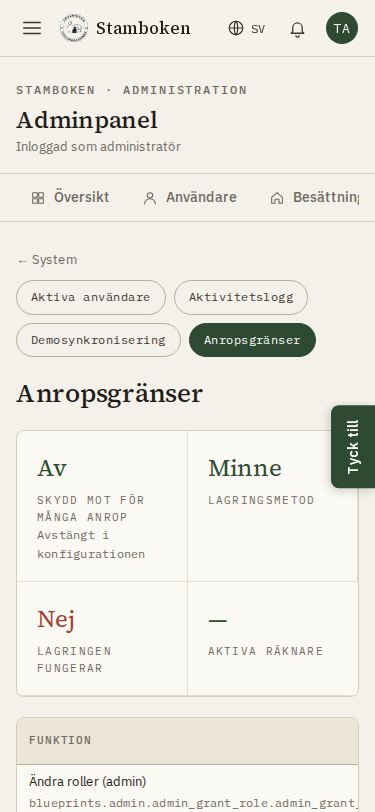 Stamboken
SV
TA
STAMBOKEN · ADMINISTRATION
Adminpanel
Inloggad som administratör
Översikt
Användare
Besättning
← System
Aktiva användare
Aktivitetslogg
Demosynkronisering
Anropsgränser
Anropsgränser
Tyck till
Av
SKYDD MOT FÖR
MÅNGA ANROP
Avstängt i
konfigurationen
Minne
LAGRINGSMETOD
Nej
LAGRINGEN
FUNGERAR
—
AKTIVA RÄKNARE
FUNKTION
Ändra roller (admin)
blueprints.admin.admin_grant_role.admin_grant_